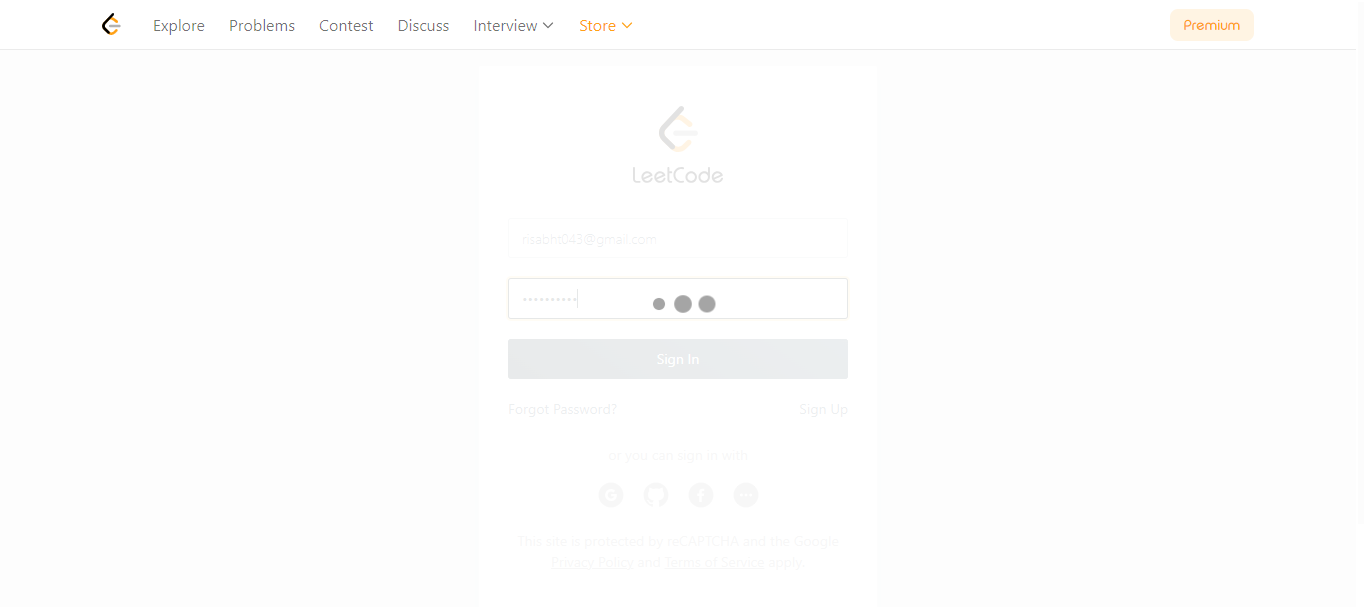 Explore Problems Contest Discuss Interview Store Premium
LeetCode
risabht043@gmail.com
Sign In
Forgot Password? Sign Up
or you can sign in with
This site is protected by reCAPTCHA and the Google
Privacy Policy and Terms of Service apply.